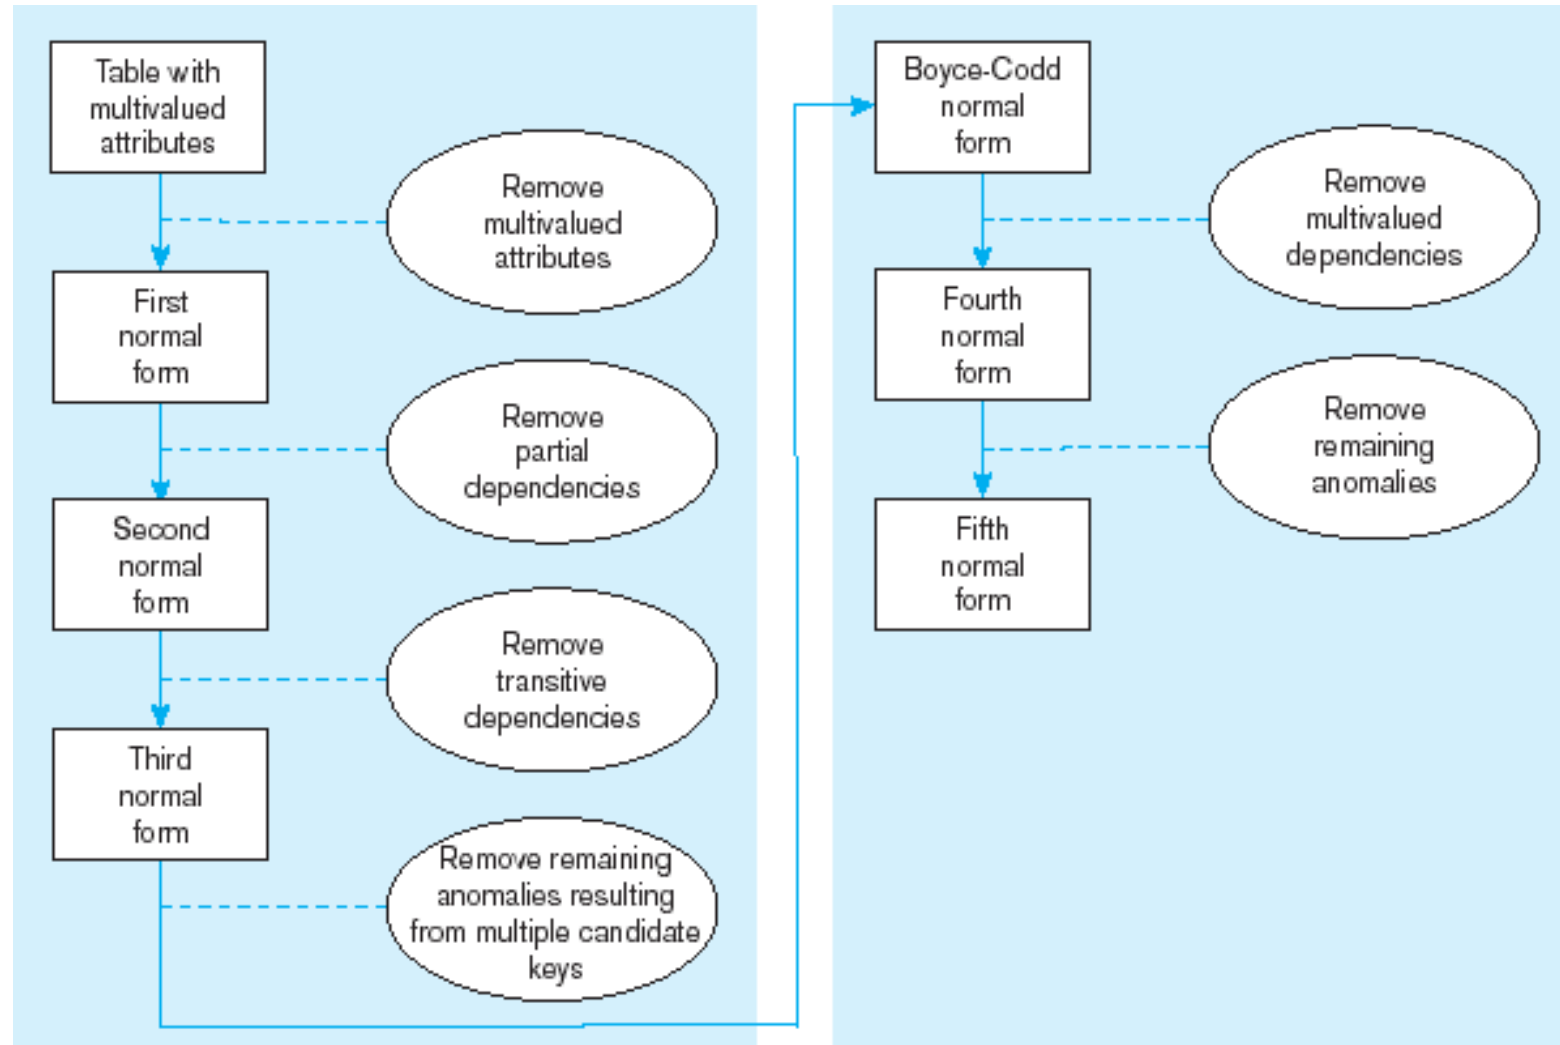 Table with
multivalued
attributes
Remove
multivalued
attributes
First
normal
form
Remove
partial
dependencies
Second
normal
form
Remove
transitive
dependencies
Third
normal
form
Remove remaining
anomalies resulting
from multiple candidate
keys
Boyce-Codd
normal
form
Remove
multivalued
dependencies
Fourth
normal
form
Remove
remaining
anomalies
Fifth
normal
form